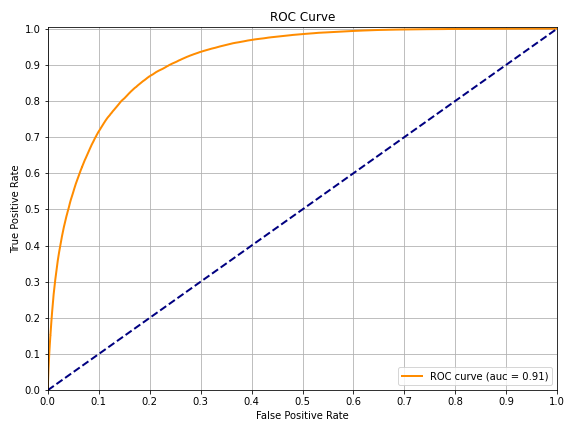 ROC Curve
1.0
0.9
0.8
0.7
0.6
0.5
0.4
0.3
0.2
0.1
0.0
True Positive Rate
ROC curve (auc = 0.91)
0.0 0.1 0.2 0.3 0.4 0.5 0.6 0.7 0.8 0.9 1.0
False Positive Rate